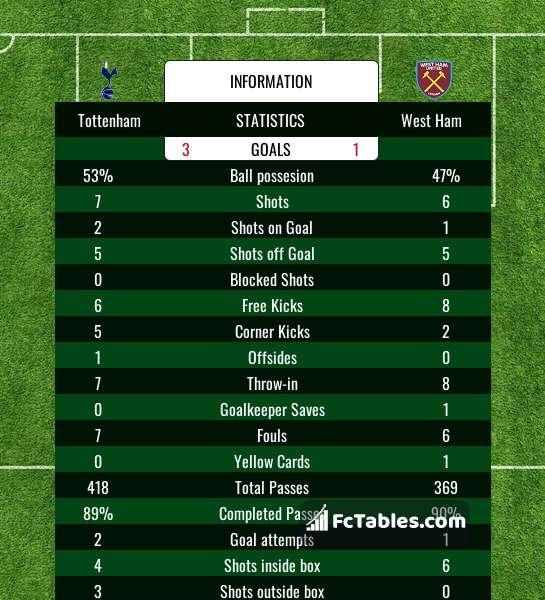 WEST HAM
UNITED
INFORMATION
Tottenham STATISTICS West Ham
3 GOALS 1
53% Ball possesion 47%
7 Shots 6
2 Shots on Goal 1
5 Shots off Goal 5
0 Blocked Shots 0
6 Free Kicks 8
5 Corner Kicks 2
1 Offsides 0
7 Throw-in 8
0 Goalkeeper Saves 1
7 Fouls 6
0 Yellow Cards 1
418 Total Passes 369
89% Completed Passes 90%
FcTables.com
2 Goal attempts 1
4 Shots inside box 6
3 Shots outside box 0